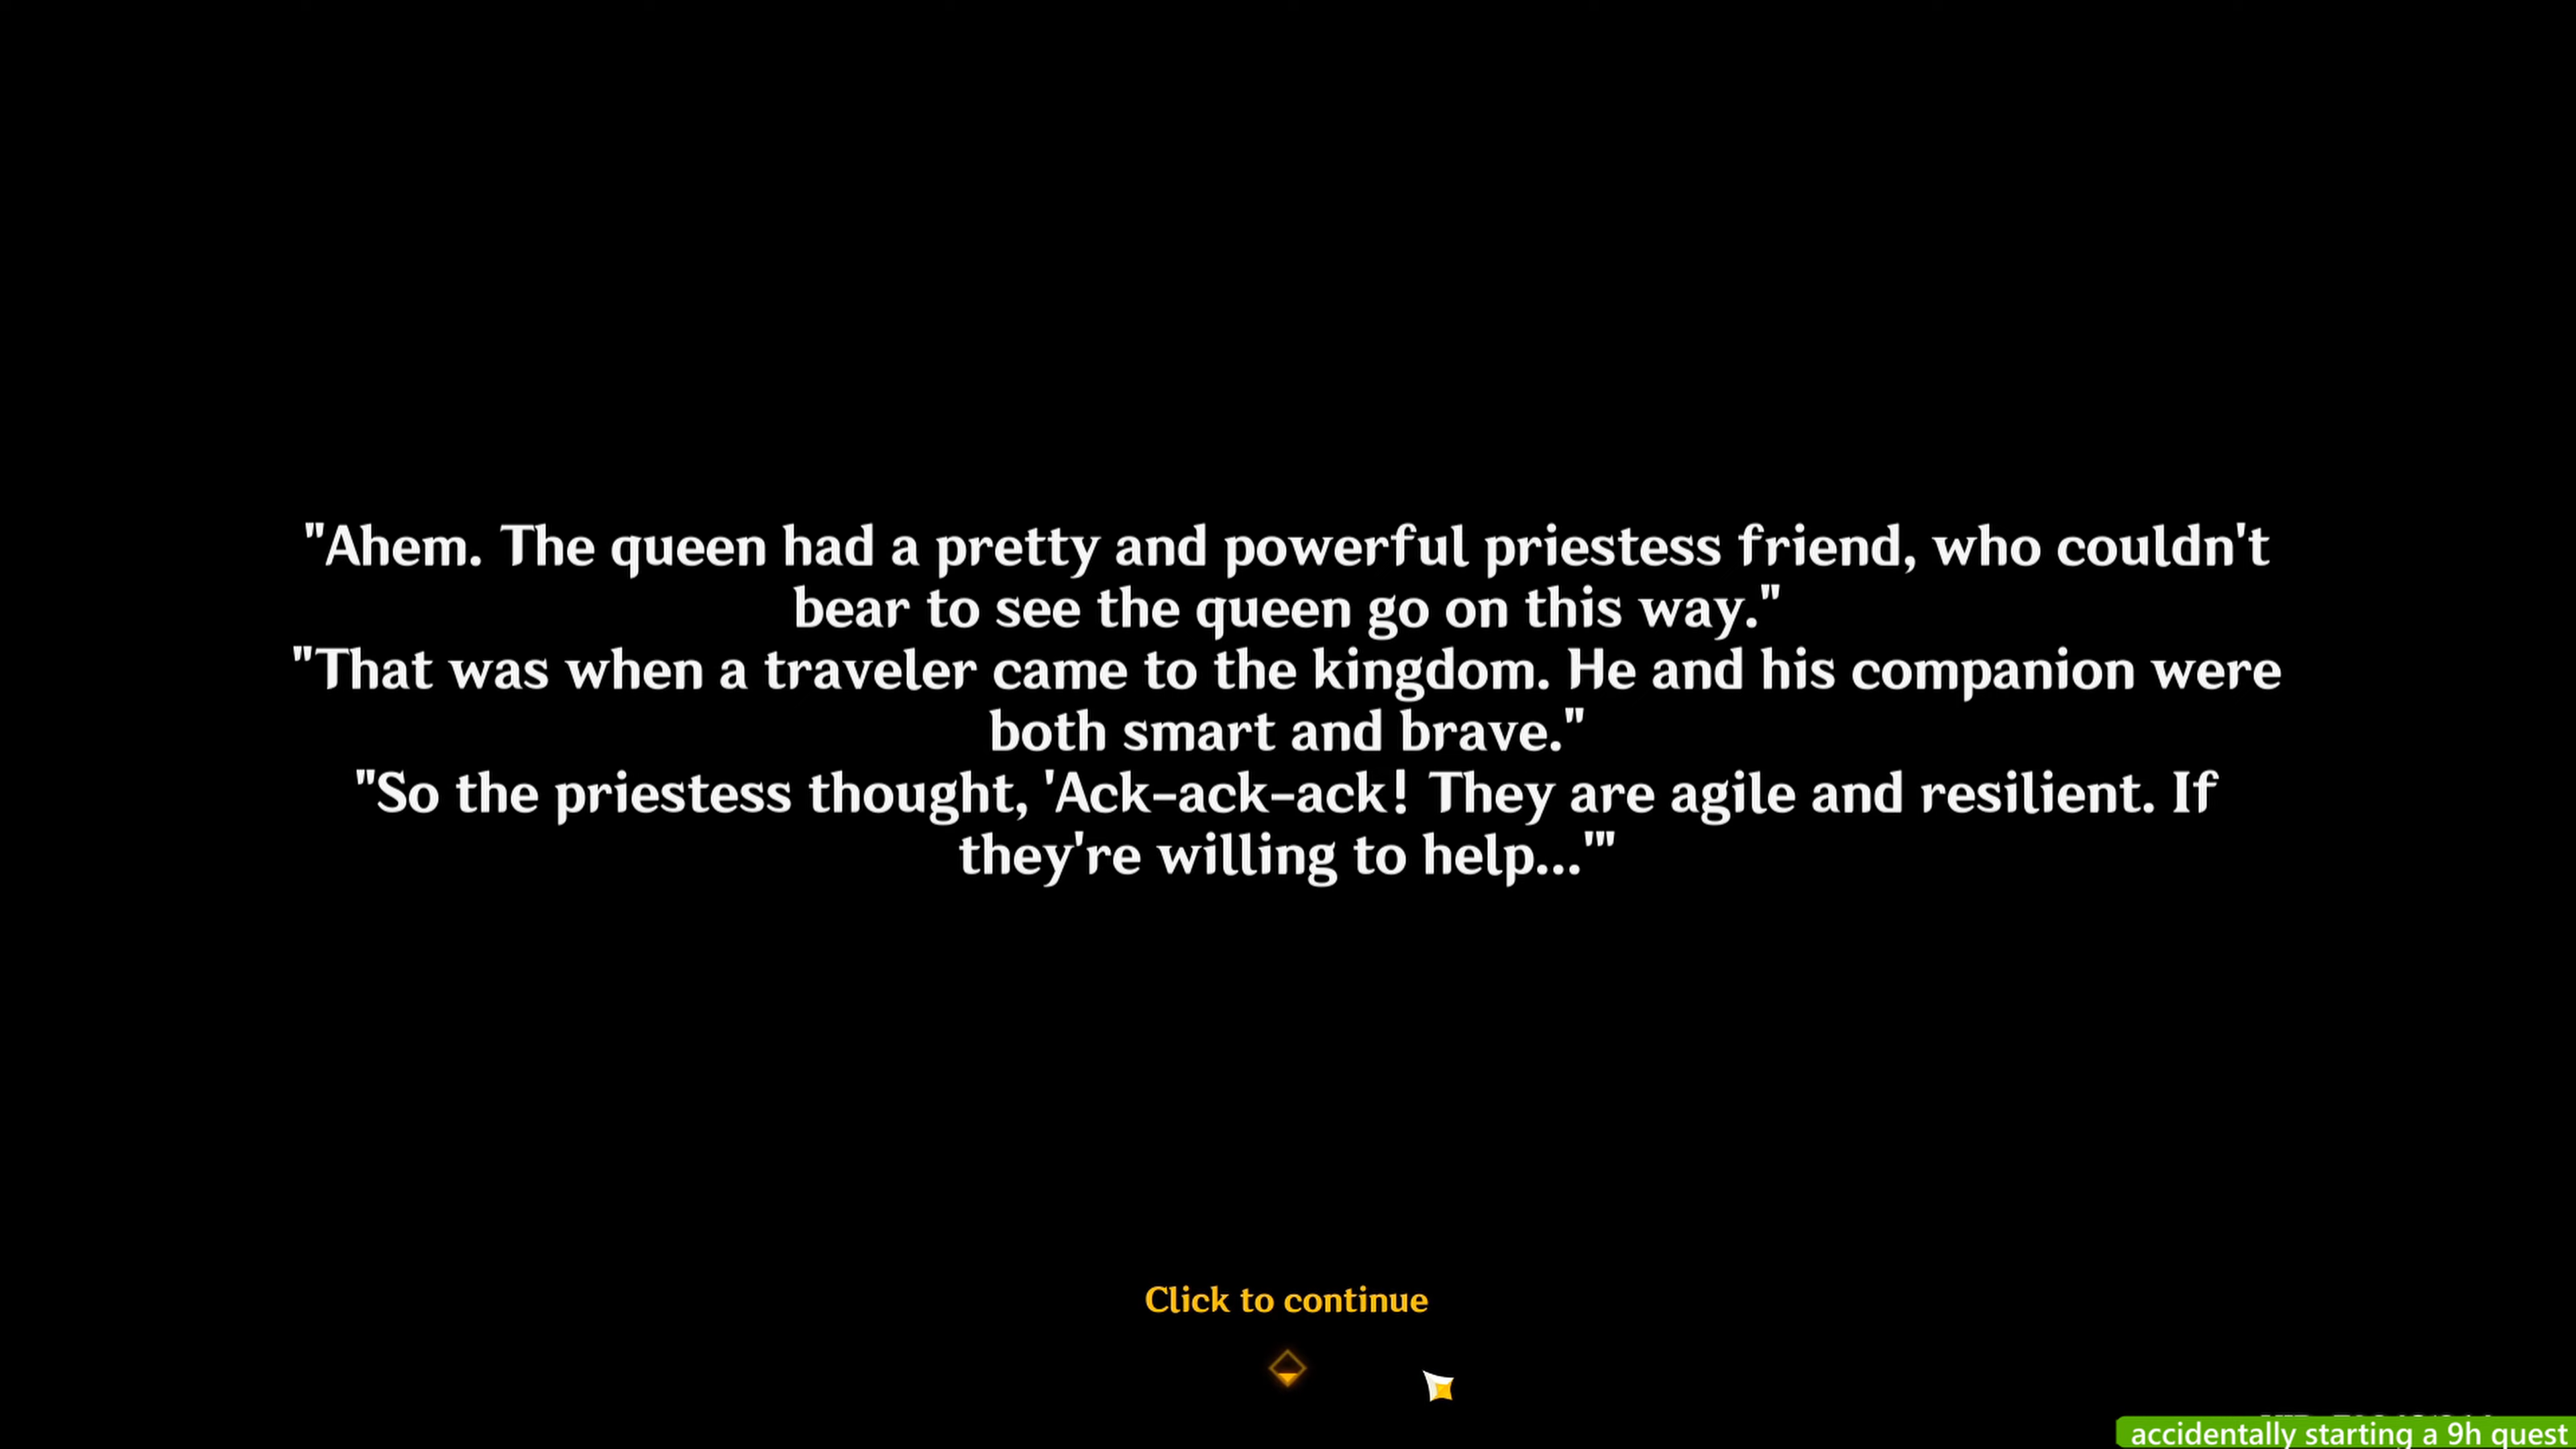 "Ahem. The queen had a pretty and powerful priestess friend, who couldn't
bear to see the queen go on this way."
"That was when a traveler came to the kingdom. He and his companion were
both smart and brave."
"So the priestess thought, 'Ack-ack-ack! They are agile and resilient. If
they're willing to help...'"
Click to continue
accidentally starting a 9h quest